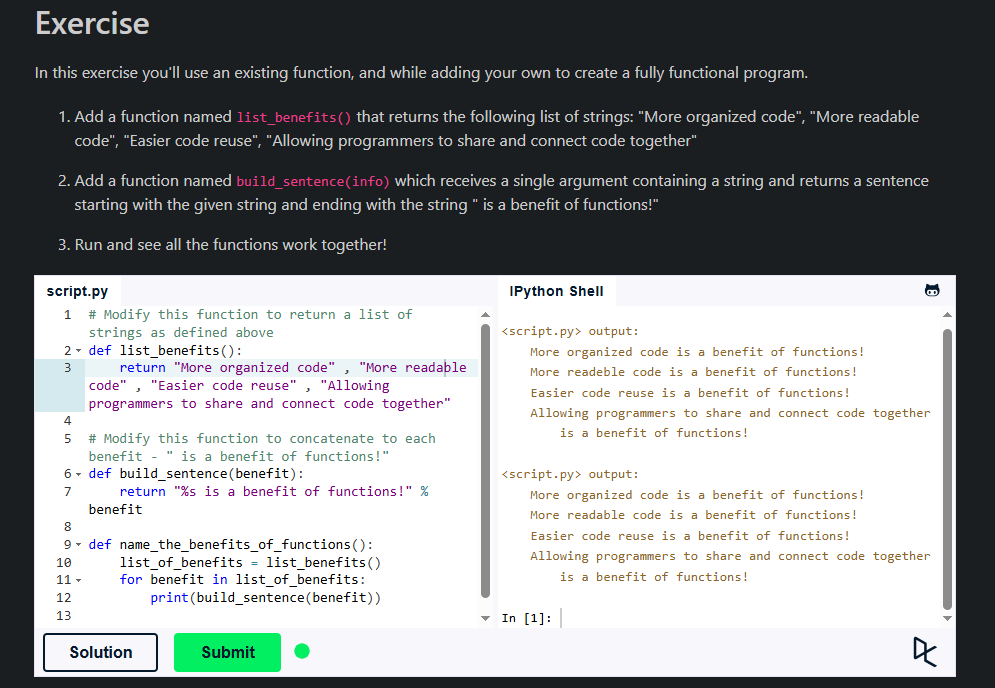 Exercise
In this exercise you'll use an existing function, and while adding your own to create a fully functional program.
1. Add a function named list_benefits() that returns the following list of strings: "More organized code", "More readable
code", "Easier code reuse", "Allowing programmers to share and connect code together"
2. Add a function named build_sentence(info) which receives a single argument containing a string and returns a sentence
starting with the given string and ending with the string " is a benefit of functions!"
3. Run and see all the functions work together!
script.py
1 # Modify this function to return a list of
strings as defined above
2 def list_benefits():
3 return "More organized code" , "More readable
code" , "Easier code reuse" , "Allowing
programmers to share and connect code together"
4
5 # Modify this function to concatenate to each
benefit - " is a benefit of functions!"
6 def build_sentence(benefit):
7 return "%s is a benefit of functions!" %
benefit
8
9 def name_the_benefits_of_functions():
10 list_of_benefits = list_benefits()
11 for benefit in list_of_benefits:
12 print(build_sentence(benefit))
13
Solution
Submit
IPython Shell
<script.py> output:
More organized code is a benefit of functions!
More readeble code is a benefit of functions!
Easier code reuse is a benefit of functions!
Allowing programmers to share and connect code together
is a benefit of functions!
<script.py> output:
More organized code is a benefit of functions!
More readable code is a benefit of functions!
Easier code reuse is a benefit of functions!
Allowing programmers to share and connect code together
is a benefit of functions!
In [1]: